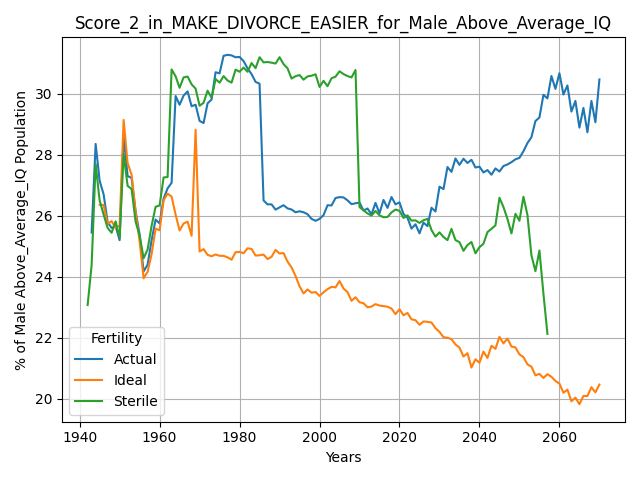 Score_2_in_MAKE_DIVORCE_EASIER_for_Male_Above_Average_IQ
% of Male Above_Average_IQ Population
30
28
26
24
22
20
Fertility
Actual
Ideal
Sterile
1940 1960 1980 2000 2020 2040 2060
Years